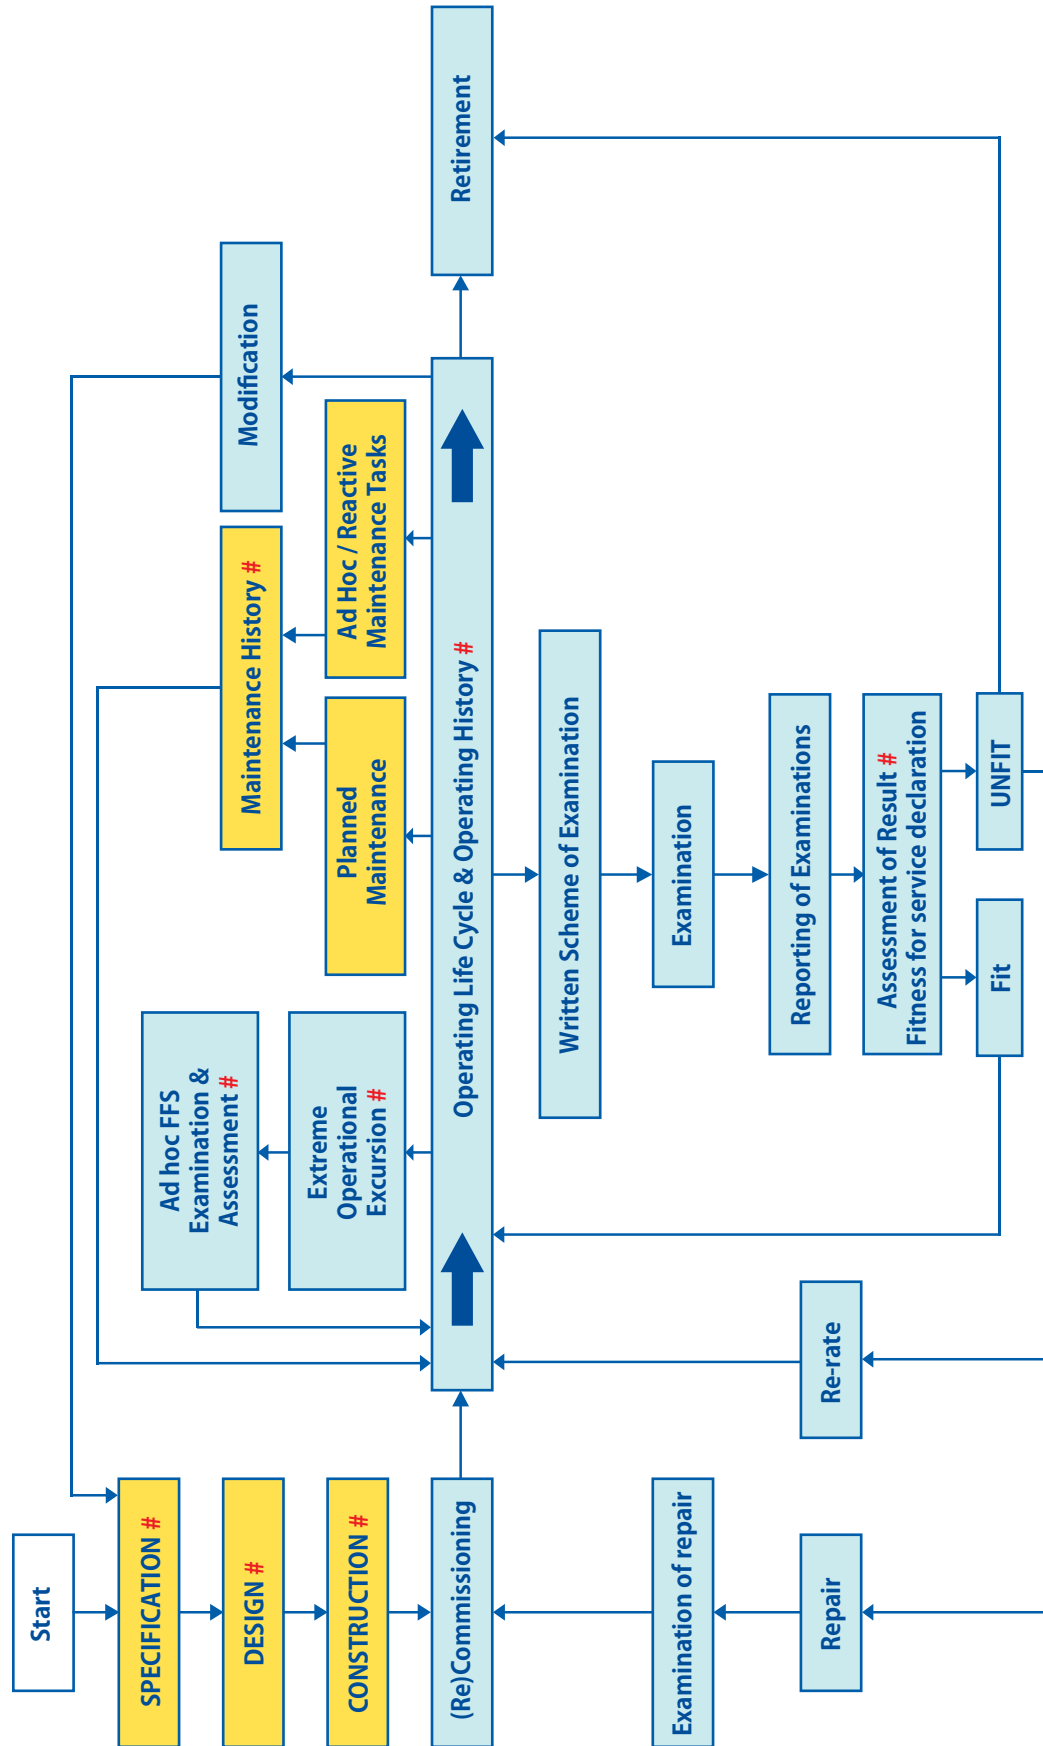 Start
SPECIFICATION #
DESIGN #
CONSTRUCTION #
(Re)Commissioning
Examination of repair
Repair
Re-rate
Ad hoc FFS
Examination &
Assessment #
Extreme
Operational
Excursion #
Operating Life Cycle & Operating History #
Maintenance History #
Planned
Maintenance
Ad Hoc / Reactive
Maintenance Tasks
Modification
Retirement
Written Scheme of Examination
Examination
Reporting of Examinations
Assessment of Result #
Fitness for service declaration
Fit
UNFIT